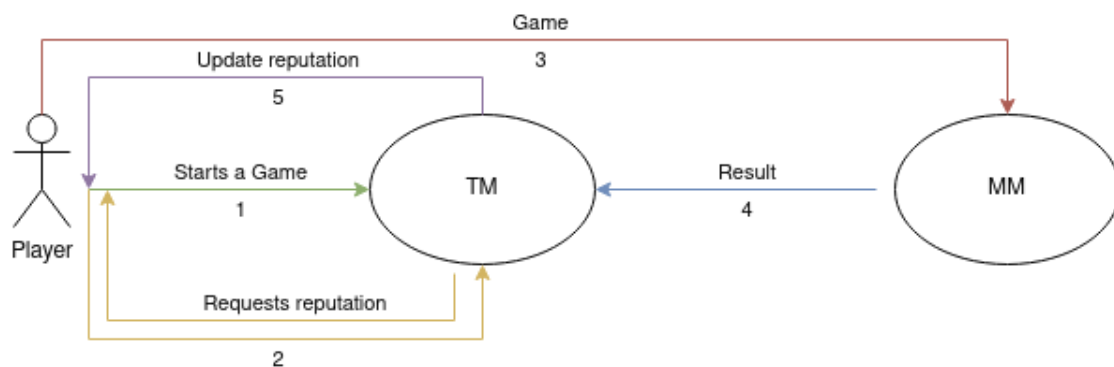 Game
3
Update reputation
5
Starts a Game
1
TM
Result
4
MM
Player
Requests reputation
2